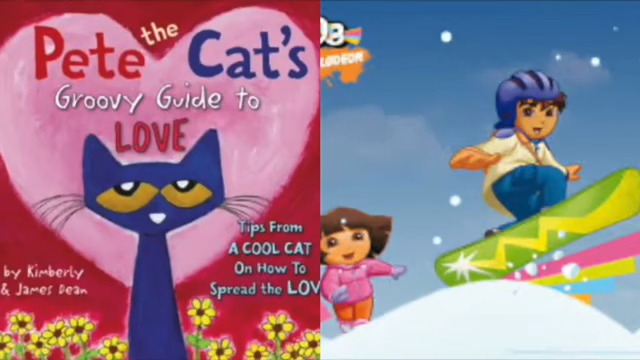 Pete the Cat's
Groovy Guide to
LOVE
Tips From
A COOL CAT
On How To
Spread the LOV
by Kimberly
& James Dean